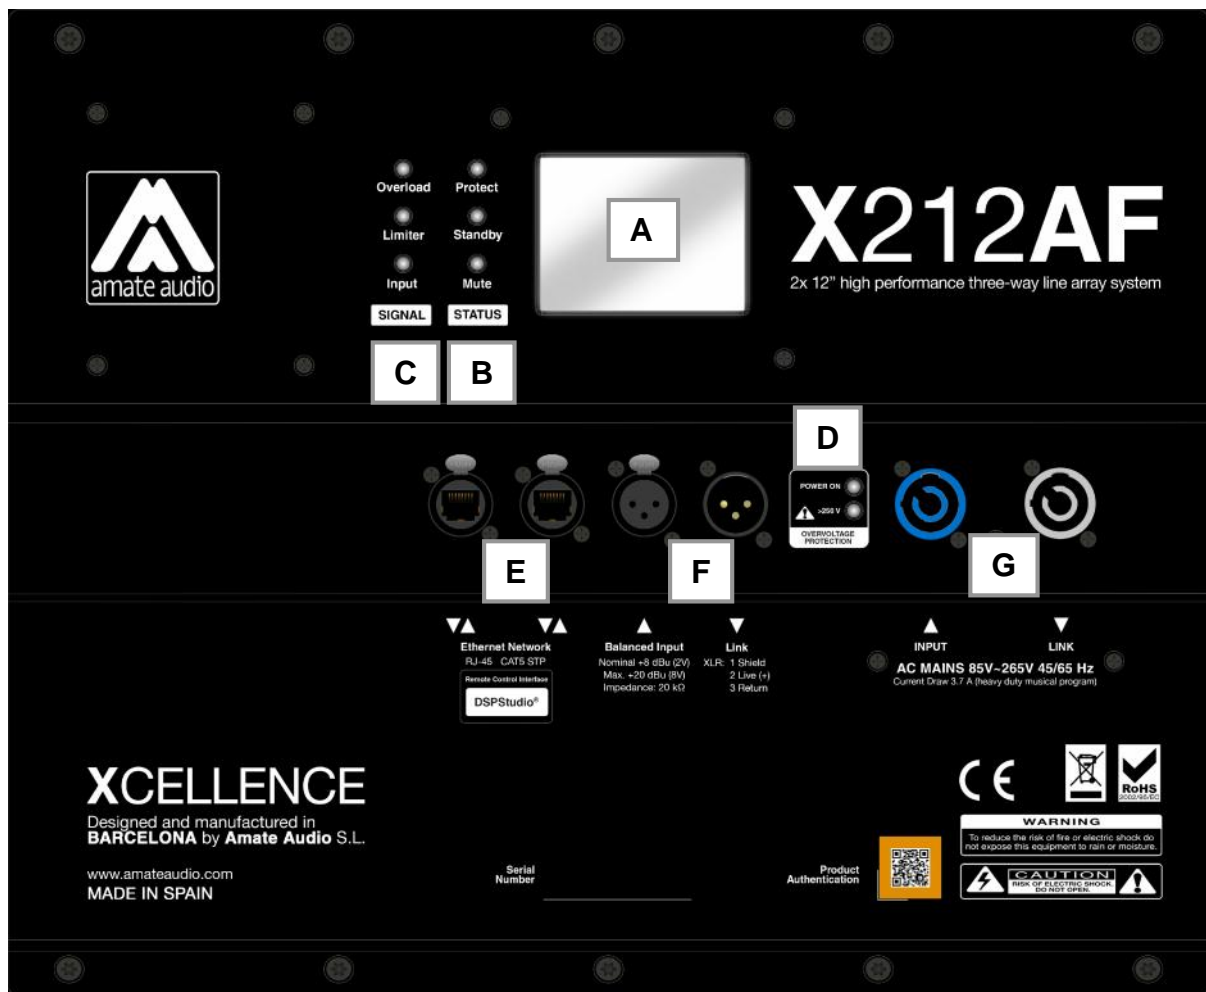 amate audio
Overload
Protect
Limiter
Standby
Input
Mute
SIGNAL
STATUS
A
X212AF
2x 12" high performance three-way line array system
C
B
D
POWER ON
>250 V
OVERVOLTAGE
PROTECTION
E
F
G
Ethernet Network
RJ-45 CAT5 STP
Remote Control Interface
DSPStudio®
Balanced Input
Nominal +8 dBu (2V)
Max. +20 dBu (8V)
Impedance: 20 kΩ
Link
XLR: 1 Shield
2 Live (+)
3 Return
INPUT
LINK
AC MAINS 85V~265V 45/65 Hz
Current Draw 3.7 A (heavy duty musical program)
XCELLENCE
Designed and manufactured in
BARCELONA by Amate Audio S.L.
www.amateaudio.com
MADE IN SPAIN
Serial
Number
Product
Authentication
CE
RoHS
2002/95/EC
WARNING
To reduce the risk of fire or electric shock do
not expose this equipment to rain or moisture.
CAUTION
RISK OF ELECTRIC SHOCK.
DO NOT OPEN.